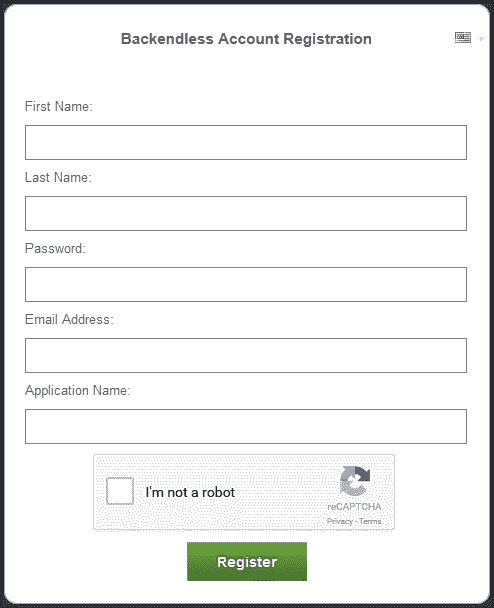 Backendless Account Registration
First Name:
Last Name:
Password:
Email Address:
Application Name:
I'm not a robot
reCAPTCHA
Privacy - Terms
Register